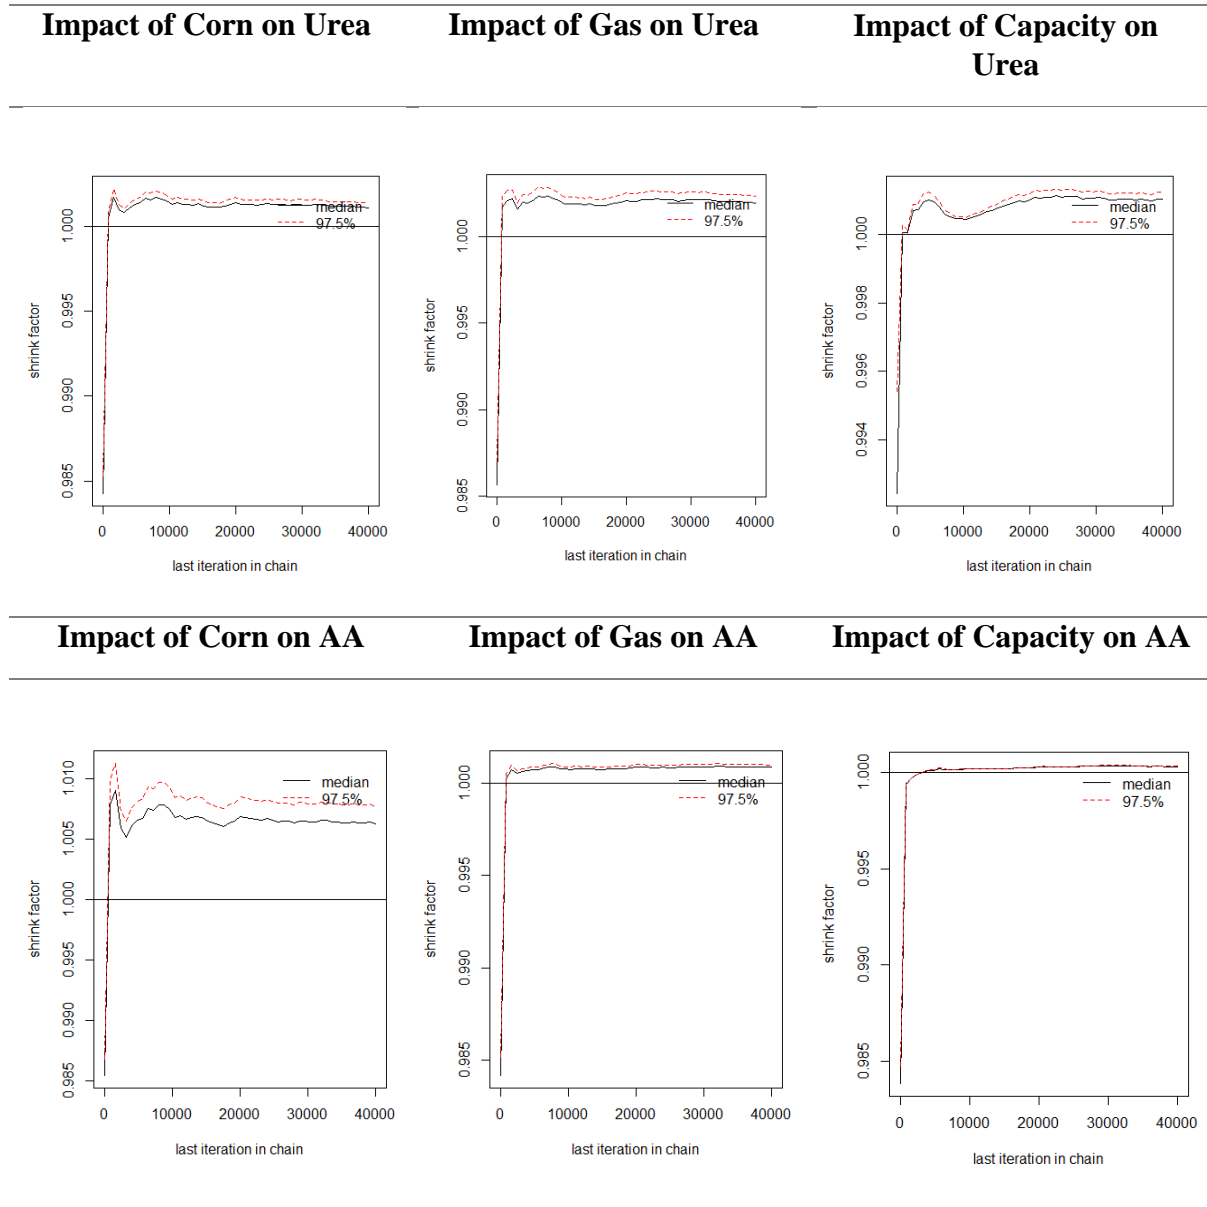 Impact of Corn on Urea
Impact of Gas on Urea
Impact of Capacity on
Urea
1.000
0.995
0.990
0.985
shrink factor
median
97.5%
0 10000 20000 30000 40000
last iteration in chain
1.000
0.995
0.990
0.985
shrink factor
median
97.5%
0 10000 20000 30000 40000
last iteration in chain
1.000
0.998
0.996
0.994
shrink factor
median
97.5%
0 10000 20000 30000 40000
last iteration in chain
Impact of Corn on AA
Impact of Gas on AA
Impact of Capacity on AA
1.010
1.005
1.000
0.995
0.990
0.985
shrink factor
median
97.5%
0 10000 20000 30000 40000
last iteration in chain
1.000
0.995
0.990
0.985
shrink factor
median
97.5%
0 10000 20000 30000 40000
last iteration in chain
1.000
0.995
0.990
0.985
shrink factor
median
97.5%
0 10000 20000 30000 40000
last iteration in chain